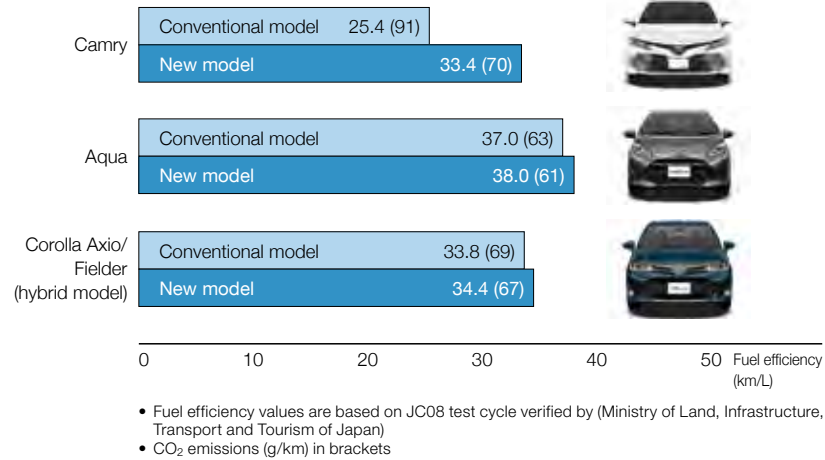 Camry
Conventional model 25.4 (91)
New model 33.4 (70)
Aqua
Conventional model 37.0 (63)
New model 38.0 (61)
Corolla Axio/
Fielder
(hybrid model)
Conventional model 33.8 (69)
New model 34.4 (67)
0 10 20 30 40 50 Fuel efficiency
(km/L)
• Fuel efficiency values are based on JC08 test cycle verified by (Ministry of Land, Infrastructure,
Transport and Tourism of Japan)
• CO₂ emissions (g/km) in brackets